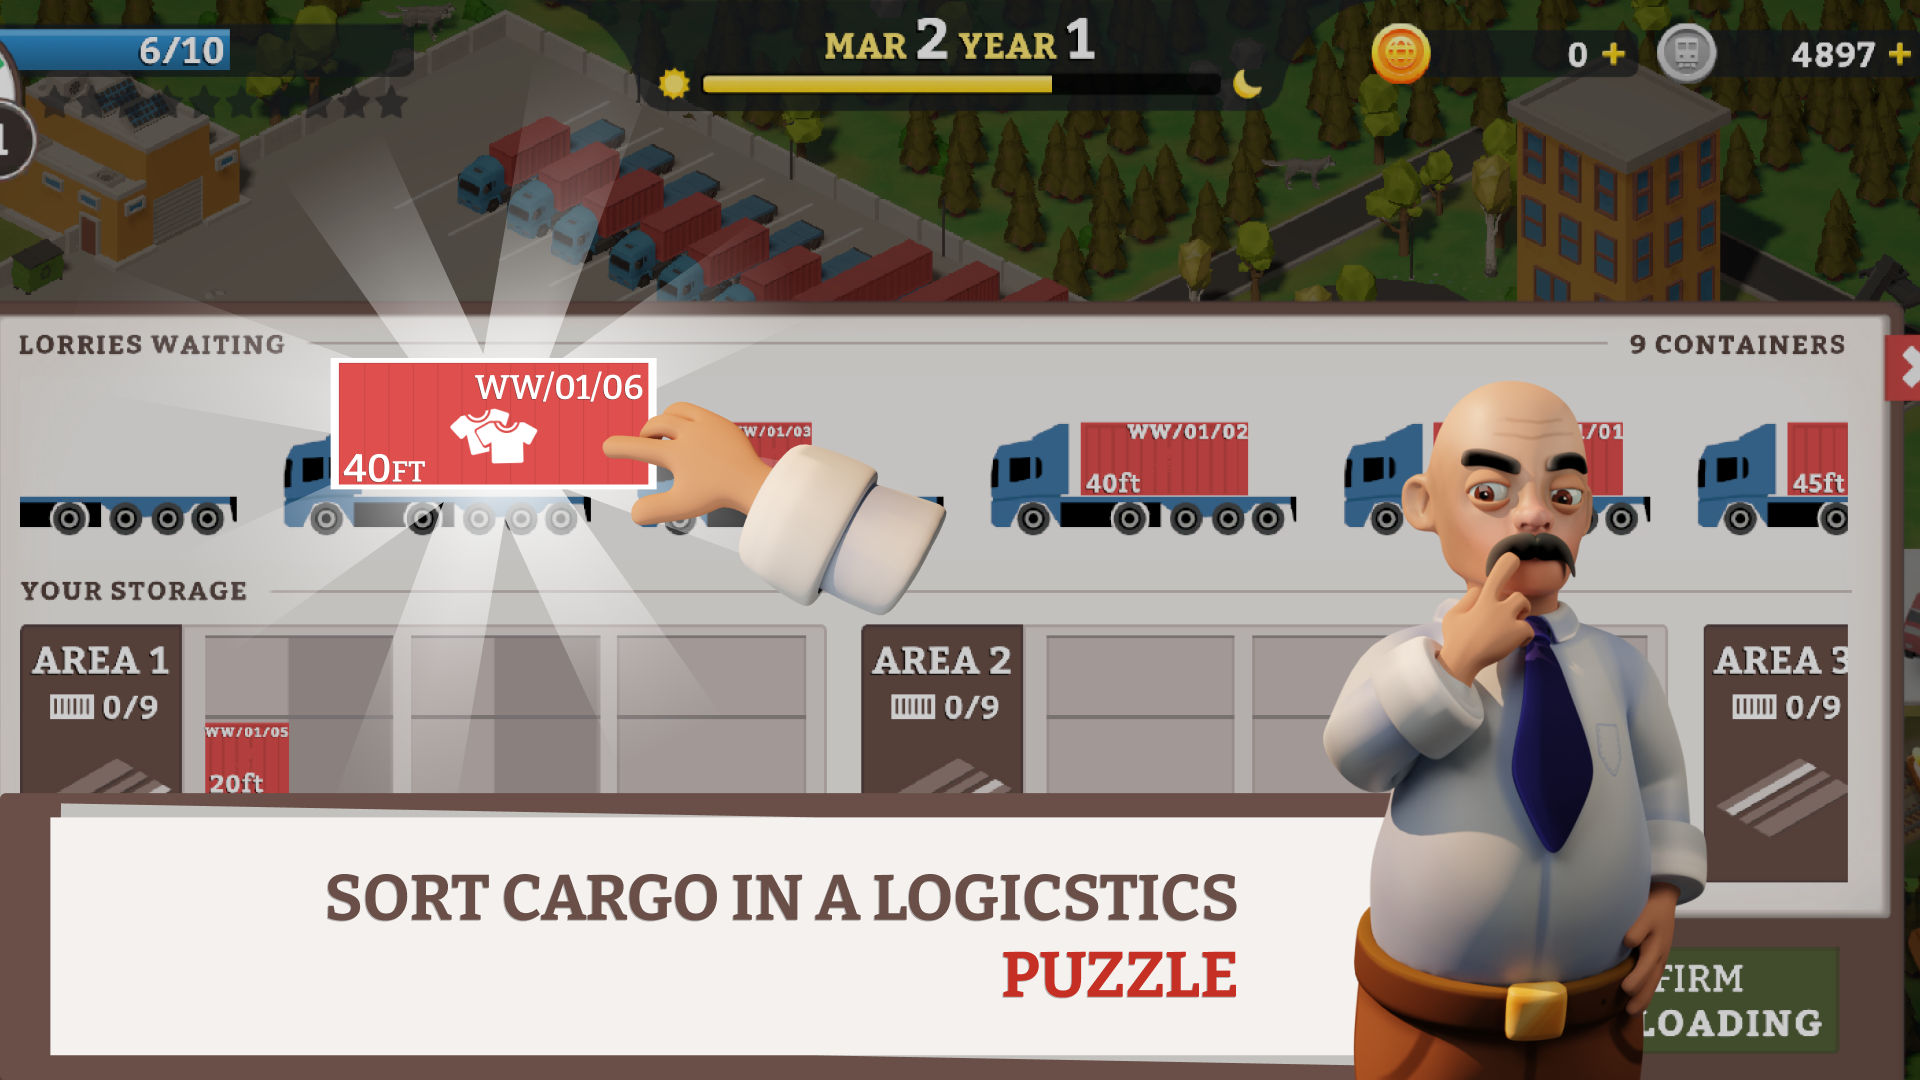 6/10
MAR 2 YEAR 1
0 +
4897 +
1
LORRIES WAITING
9 CONTAINERS
WW/01/06
40FT
W/01/03
WW/01/02
40ft
/01
45ft
YOUR STORAGE
AREA 1
0/9
WW/01/05
20ft
AREA 2
0/9
AREA 3
0/9
SORT CARGO IN A LOGICSTICS
PUZZLE
FIRM
LOADING